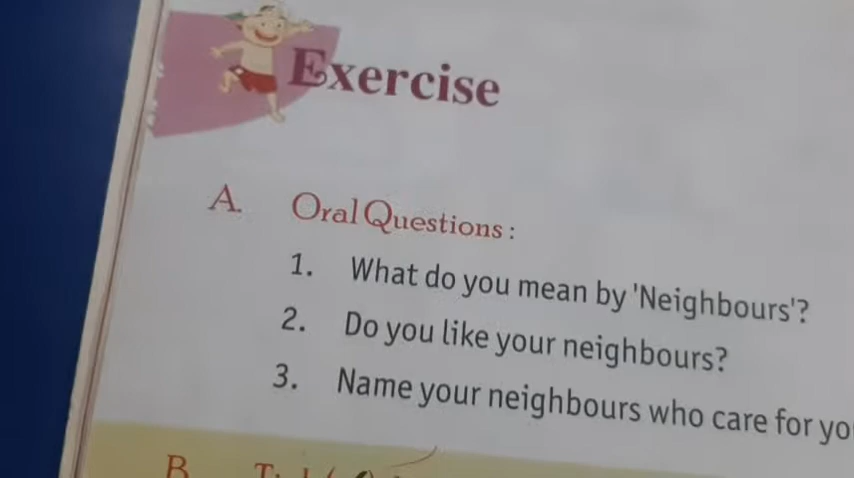 Exercise
A. Oral Questions :
1. What do you mean by 'Neighbours'?
2. Do you like your neighbours?
3. Name your neighbours who care for yo
B.